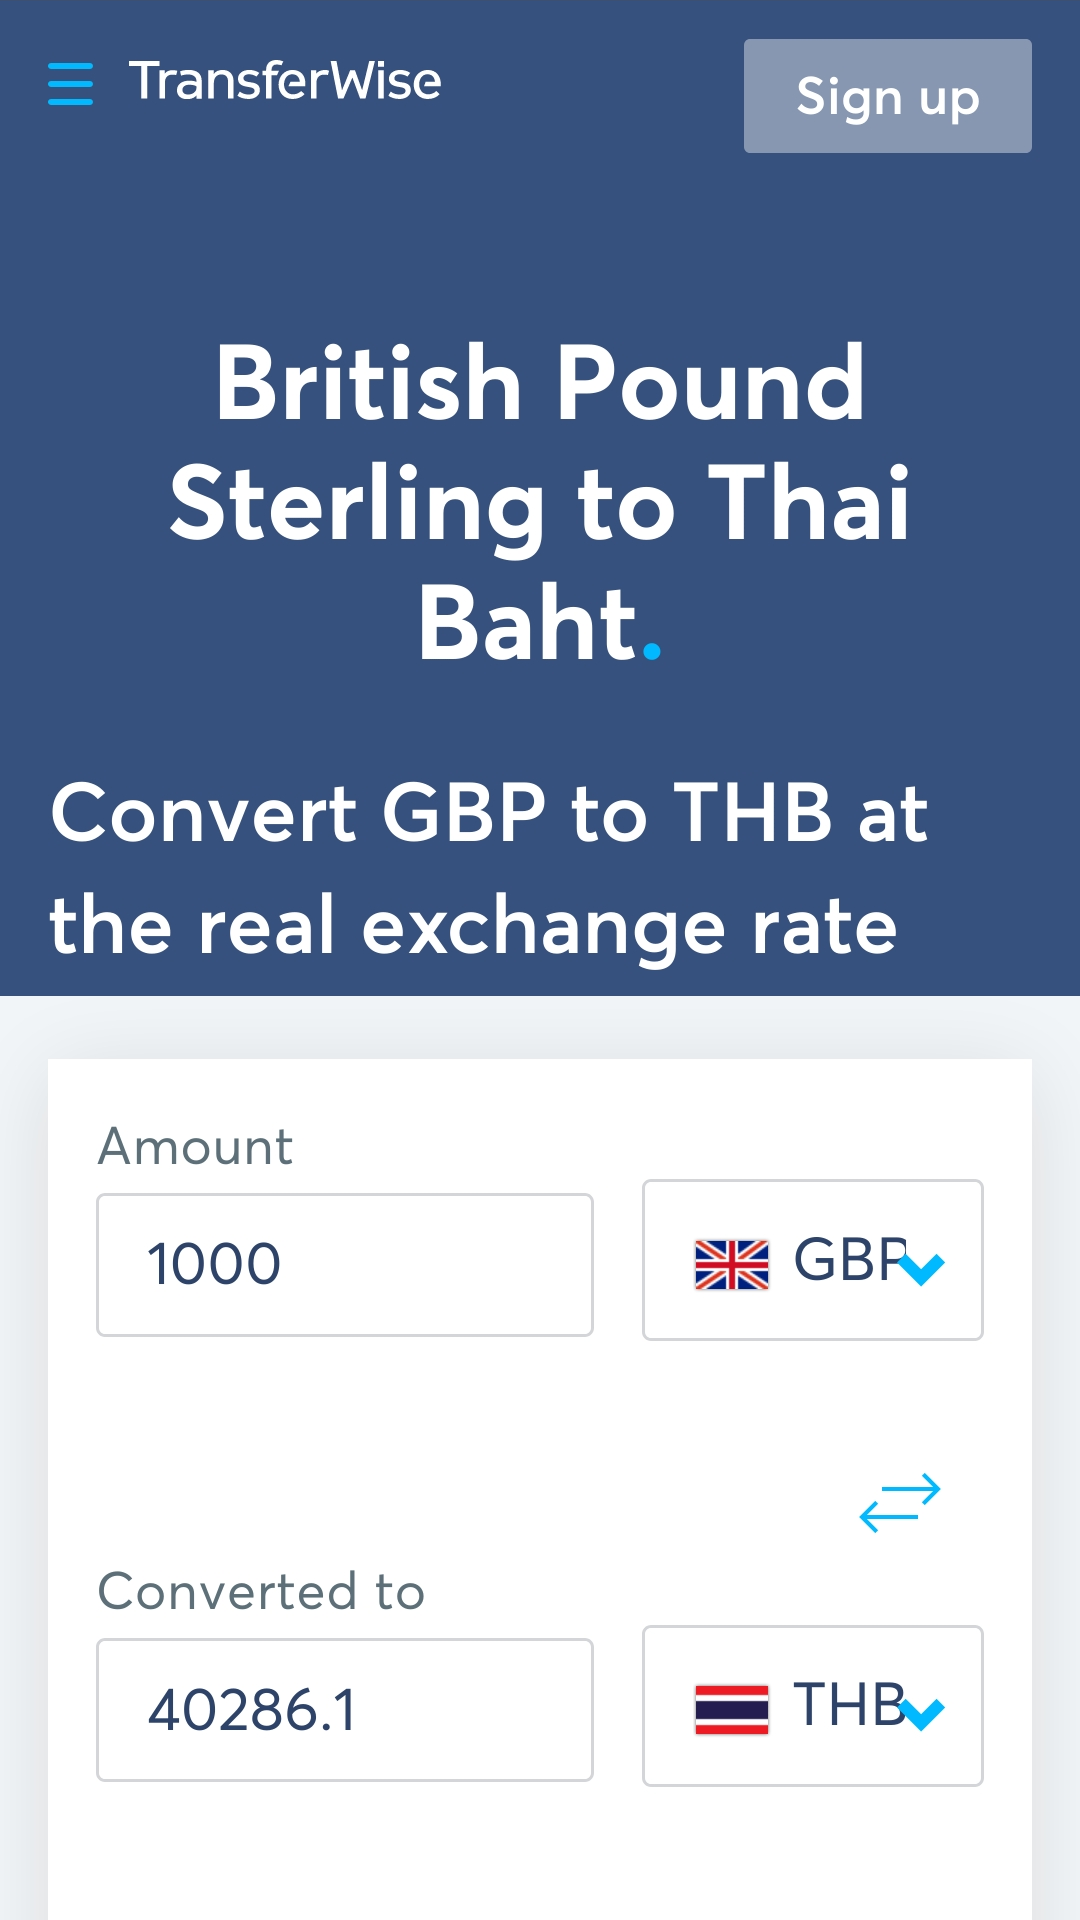 TransferWise
Sign up
British Pound
Sterling to Thai
Baht.
Convert GBP to THB at
the real exchange rate
Amount
1000
GBP
Converted to
40286.1
THB